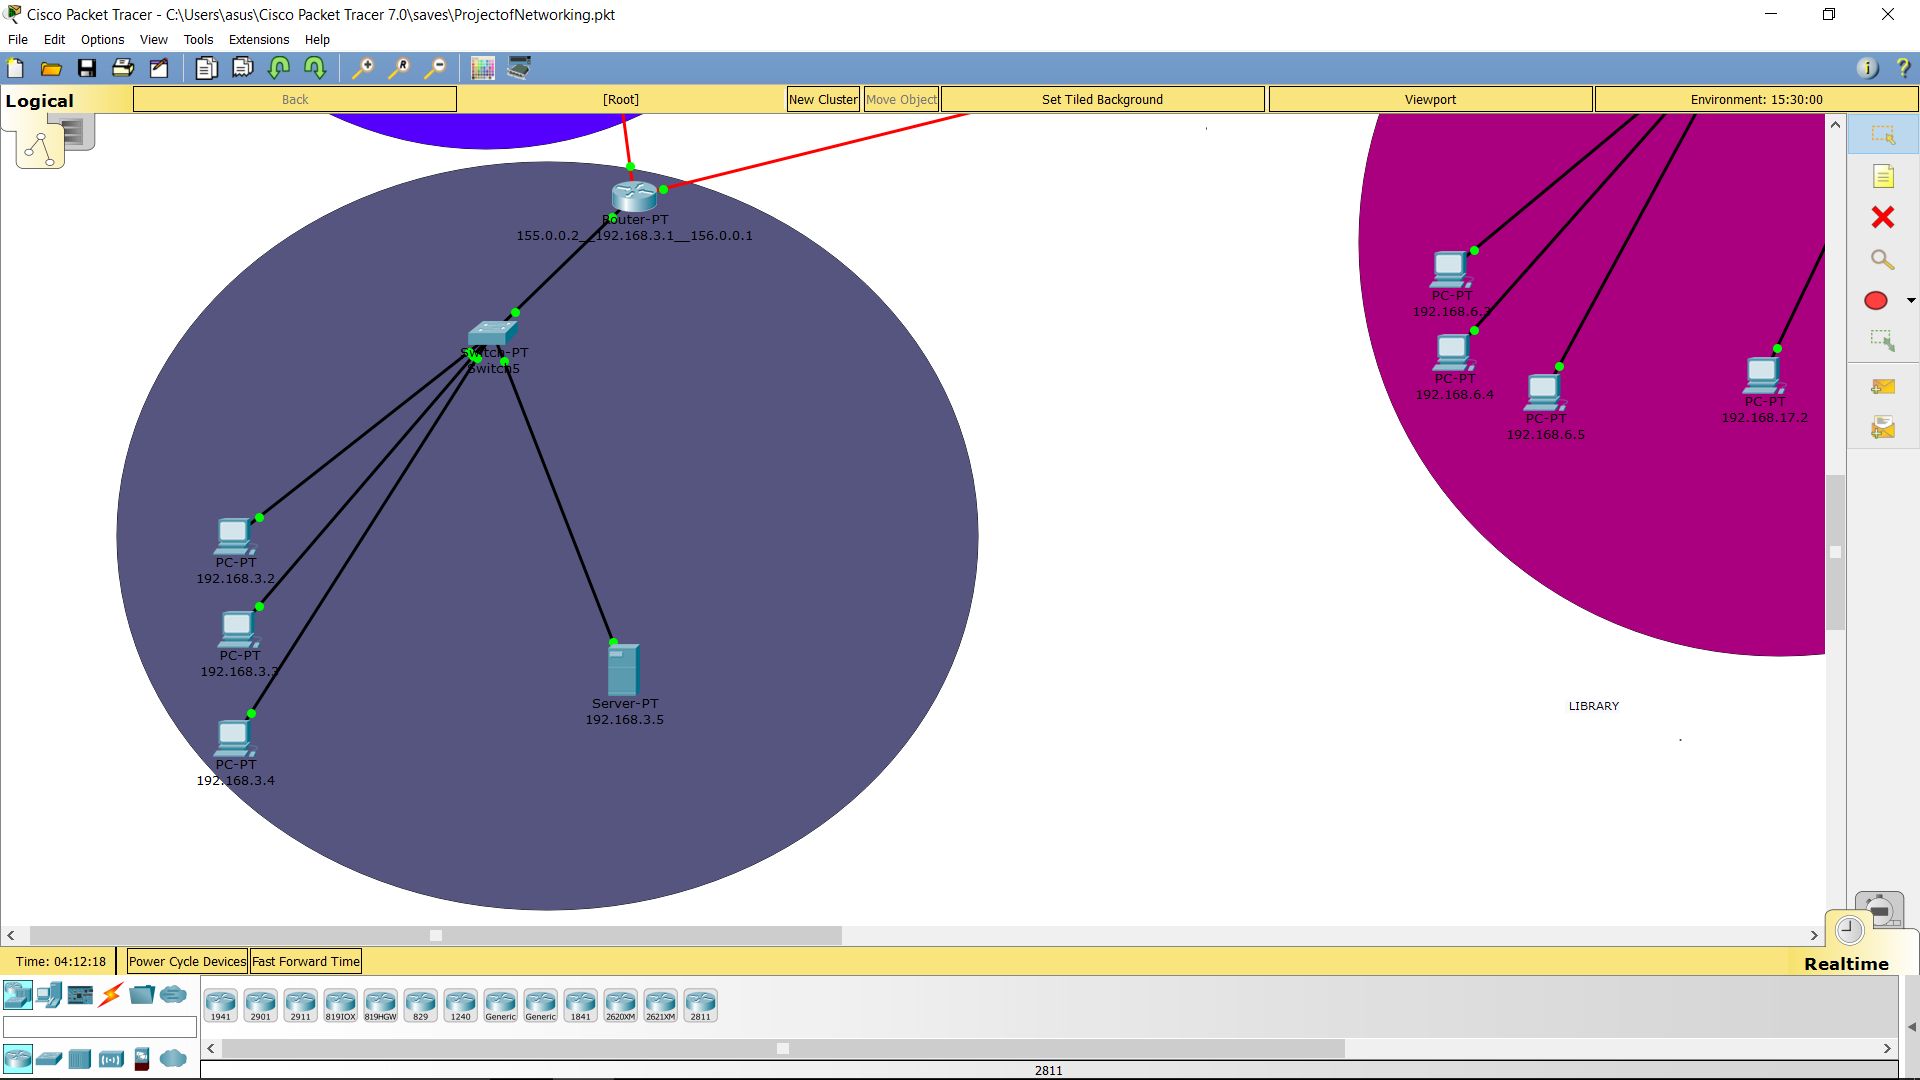 Cisco Packet Tracer - C:\Users\asus\Cisco Packet Tracer 7.0\saves\ProjectofNetworking.pkt
File Edit Options View Tools Extensions Help
Logical Back [Root] New Cluster Move Object Set Tiled Background Viewport Environment: 15:30:00
Router-PT
155.0.0.2__192.168.3.1__156.0.0.1
Switch-PT
Switch5
PC-PT
192.168.3.2
PC-PT
192.168.3.3
PC-PT
192.168.3.4
Server-PT
192.168.3.5
PC-PT
192.168.6.3
PC-PT
192.168.6.4
PC-PT
192.168.6.5
PC-PT
192.168.17.2
LIBRARY
Time: 04:12:18 Power Cycle Devices Fast Forward Time Realtime
1941 2901 2911 819IOX 819HGW 829 1240 Generic Generic 1841 2620XM 2621XM 2811
2811